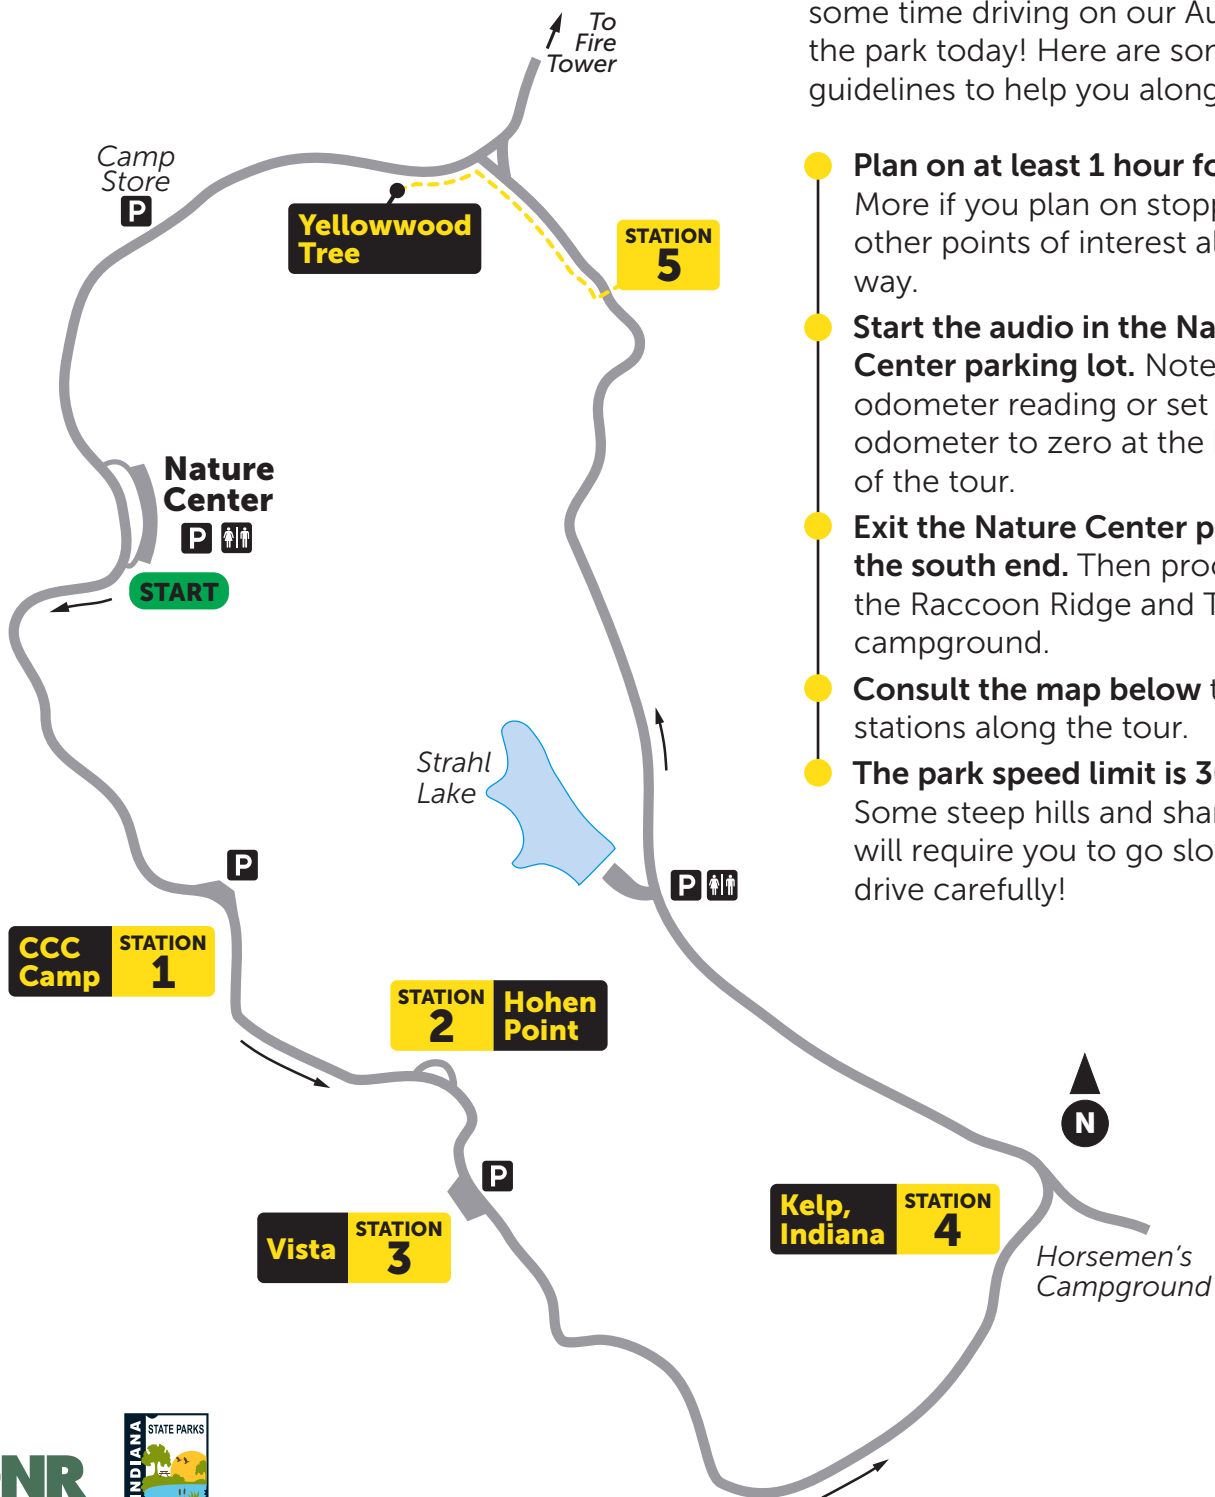 To
Fire
Tower
Camp
Store
P
Yellowwood
Tree
STATION
5
Nature
Center
P
START
Strahl
Lake
P
P
CCC
Camp
STATION
1
STATION
2
Hohen
Point
P
Vista
STATION
3
Kelp,
Indiana
STATION
4
N
Horsemen's
Campground
some time driving on our Au
the park today! Here are son
guidelines to help you along
Plan on at least 1 hour fo
More if you plan on stopp
other points of interest al
way.
Start the audio in the Na
Center parking lot. Note
odometer reading or set
odometer to zero at the
of the tour.
Exit the Nature Center p
the south end. Then proc
the Raccoon Ridge and T
campground.
Consult the map below t
stations along the tour.
The park speed limit is 3
Some steep hills and shar
will require you to go slo
drive carefully!
NR
INDIANA
STATE PARKS